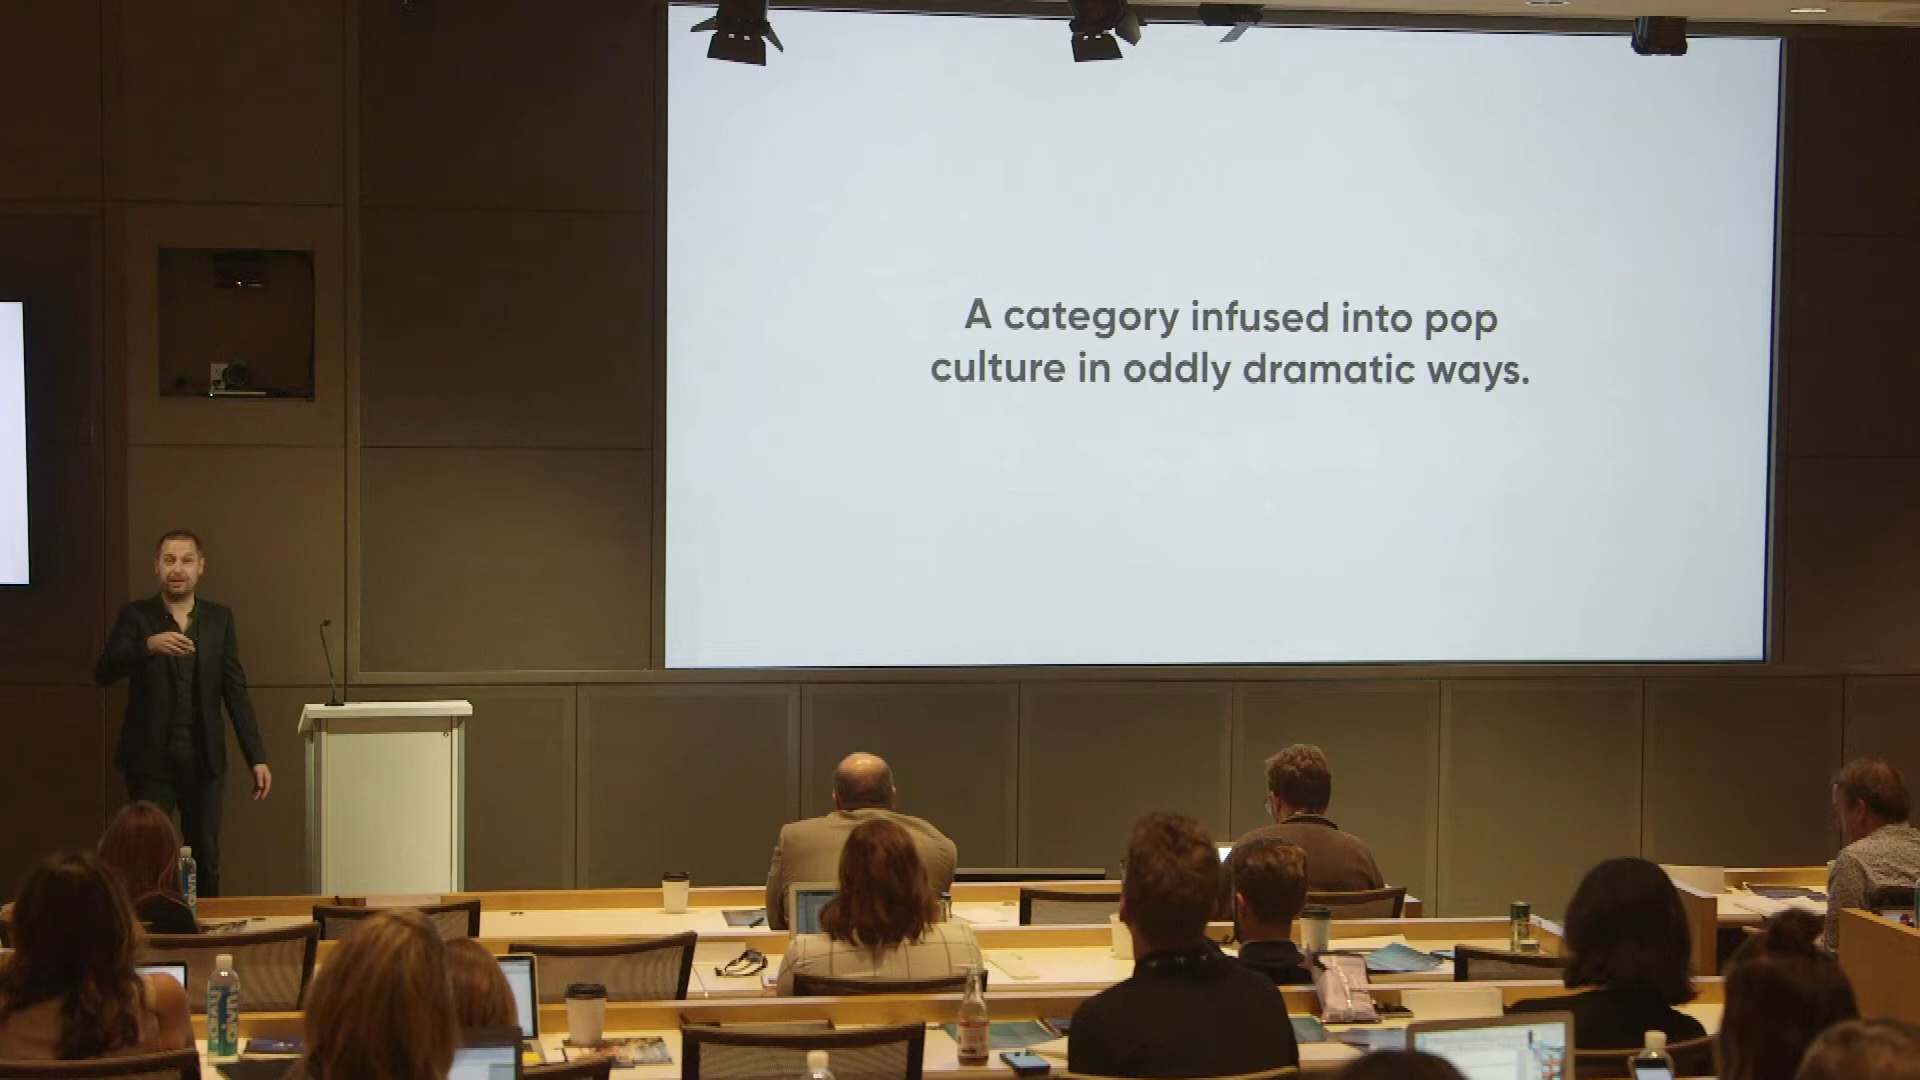 A category infused into pop
culture in oddly dramatic ways.